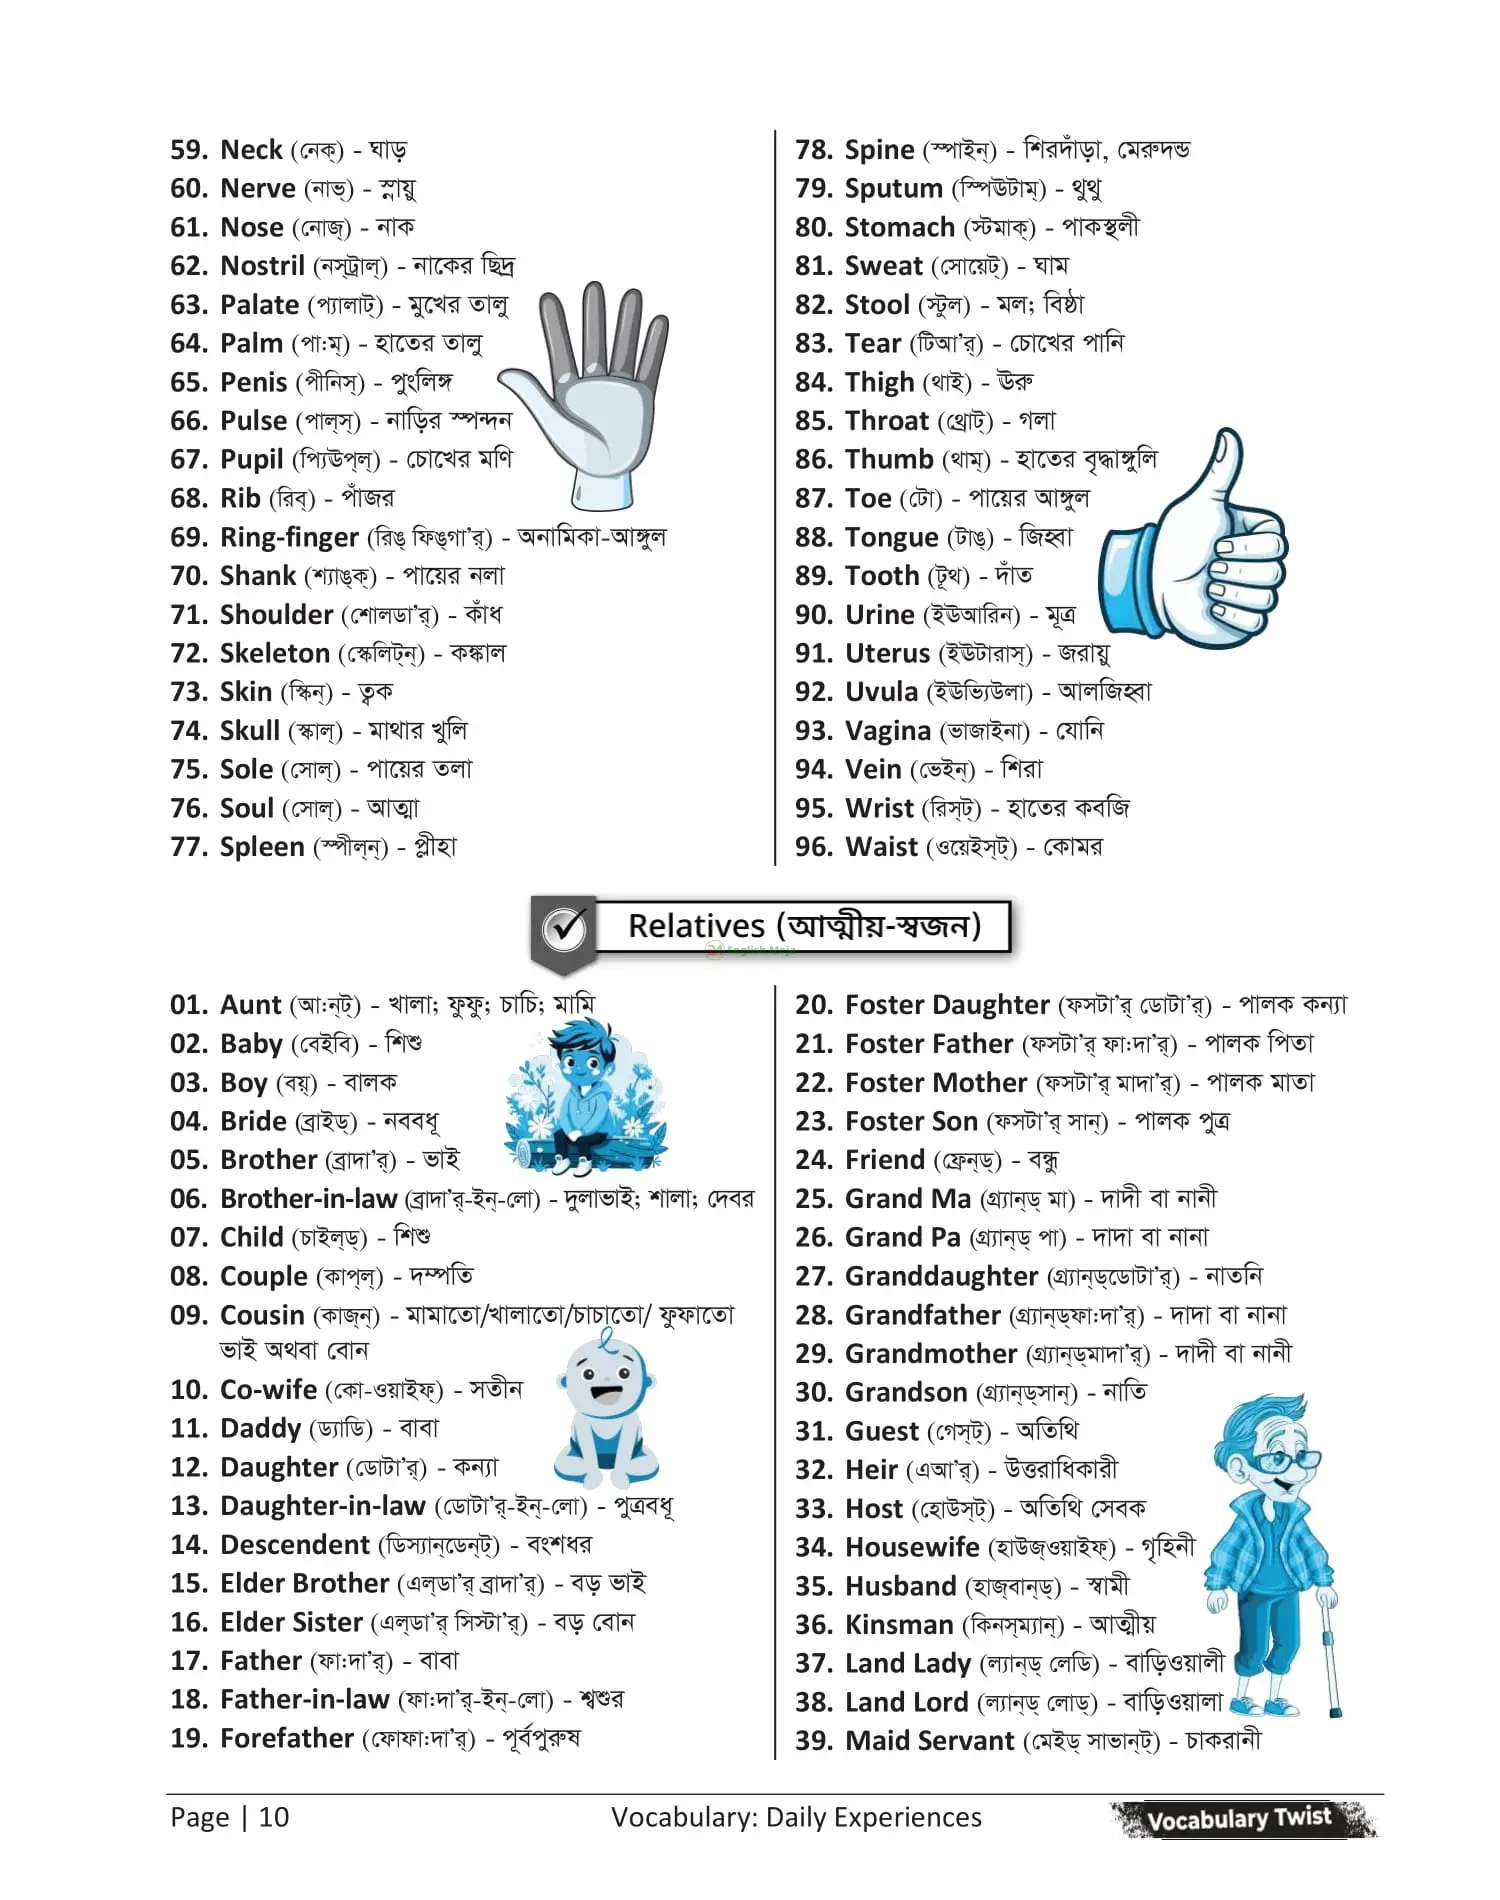 59. Neck (নেক্) - ঘাড়
60. Nerve (নাভ্) - স্নায়ু
61. Nose (নোজ্) - নাক
62. Nostril (নস্ট্রাল্) - নাকের ছিদ্র
63. Palate (প্যালাট্) - মুখের তালু
64. Palm (পা:ম্) - হাতের তালু
65. Penis (পীনিস্) - পুংলিঙ্গ
66. Pulse (পাল্স্) - নাড়ির স্পন্দন
67. Pupil (পিউপ্ল্) - চোখের মণি
68. Rib (রিব্) - পাঁজর
69. Ring-finger (রিঙ্ ফিঙ্গা'র্) - অনামিকা-আঙ্গুল
70. Shank (শ্যাঙ্ক্) - পায়ের নলা
71. Shoulder (শোলডা'র্) - কাঁধ
72. Skeleton (স্কেলিট্ন্) - কঙ্কাল
73. Skin (স্কিন্) - ত্বক
74. Skull (স্কাল্) - মাথার খুলি
75. Sole (সোল্) - পায়ের তলা
76. Soul (সোল্) - আত্মা
77. Spleen (স্পীল্ন্) - প্লীহা
78. Spine (স্পাইন্) - শিরদাঁড়া, মেরুদন্ড
79. Sputum (স্পিউটাম্) - থুথু
80. Stomach (স্টমাক্) - পাকস্থলী
81. Sweat (সোয়েট্) - ঘাম
82. Stool (স্টুল) - মল; বিষ্ঠা
83. Tear (টিআ'র্) - চোখের পানি
84. Thigh (থাই) - ঊরু
85. Throat (থ্রোট্) - গলা
86. Thumb (থাম্) - হাতের বৃদ্ধাঙ্গুলি
87. Toe (টো) - পায়ের আঙ্গুল
88. Tongue (টাঙ্) - জিহ্বা
89. Tooth (টূথ) - দাঁত
90. Urine (ইঊআরিন) - মূত্র
91. Uterus (ইঊটারাস্) - জরায়ু
92. Uvula (ইঊভিউলা) - আলজিহ্বা
93. Vagina (ভাজাইনা) - যোনি
94. Vein (ভেইন্) - শিরা
95. Wrist (রিস্ট্) - হাতের কবজি
96. Waist (ওয়েইস্ট্) - কোমর
Relatives (আত্মীয়-স্বজন)
English Moja
01. Aunt (আ:ন্ট্) - খালা; ফুফু; চাচি; মামি
02. Baby (বেইবি) - শিশু
03. Boy (বয়্) - বালক
04. Bride (ব্রাইড্) - নববধূ
05. Brother (ব্রাদা'র্) - ভাই
06. Brother-in-law (ব্রাদা'র্-ইন্-লো) - দুলাভাই; শালা; দেবর
07. Child (চাইল্ড্) - শিশু
08. Couple (কাপ্ল্) - দম্পতি
09. Cousin (কাজ্ন্) - মামাতো/খালাতো/চাচাতো/ ফুফাতো
ভাই অথবা বোন
10. Co-wife (কো-ওয়াইফ্) - সতীন
11. Daddy (ড্যাডি) - বাবা
12. Daughter (ডোটা'র্) - কন্যা
13. Daughter-in-law (ডোটা'র্-ইন্-লো) - পুত্রবধূ
14. Descendent (ডিস্যান্ডেন্ট্) - বংশধর
15. Elder Brother (এল্ডা'র্ ব্রাদা'র্) - বড় ভাই
16. Elder Sister (এল্ডা'র্ সিস্টা'র্) - বড় বোন
17. Father (ফা:দা'র্) - বাবা
18. Father-in-law (ফা:দা'র্-ইন্-লো) - শ্বশুর
19. Forefather (ফোফা:দা'র্) - পূর্বপুরুষ
20. Foster Daughter (ফসটা'র্ ডোটা'র্) - পালক কন্যা
21. Foster Father (ফসটা'র্ ফা:দা'র্) - পালক পিতা
22. Foster Mother (ফসটা'র্ মাদা'র্) - পালক মাতা
23. Foster Son (ফসটা'র্ সান্) - পালক পুত্র
24. Friend (ফ্রেন্ড্) - বন্ধু
25. Grand Ma (গ্র্যান্ড্ মা) - দাদী বা নানী
26. Grand Pa (গ্র্যান্ড্ পা) - দাদা বা নানা
27. Granddaughter (গ্র্যান্ড্ডোটা'র্) - নাতনি
28. Grandfather (গ্র্যান্ড্ফা:দা'র্) - দাদা বা নানা
29. Grandmother (গ্র্যান্ড্মাদা'র্) - দাদী বা নানী
30. Grandson (গ্র্যান্ড্সান্) - নাতি
31. Guest (গেস্ট্) - অতিথি
32. Heir (এআ'র্) - উত্তরাধিকারী
33. Host (হোউস্ট্) - অতিথি সেবক
34. Housewife (হাউজ্ওয়াইফ্) - গৃহিনী
35. Husband (হাজ্বান্ড্) - স্বামী
36. Kinsman (কিনস্ম্যান্) - আত্মীয়
37. Land Lady (ল্যান্ড্ লেডি) - বাড়িওয়ালী
38. Land Lord (ল্যান্ড্ লোড্) - বাড়িওয়ালা
39. Maid Servant (মেইড্ সাভান্ট্) - চাকরানী
Page | 10
Vocabulary: Daily Experiences
Vocabulary Twist